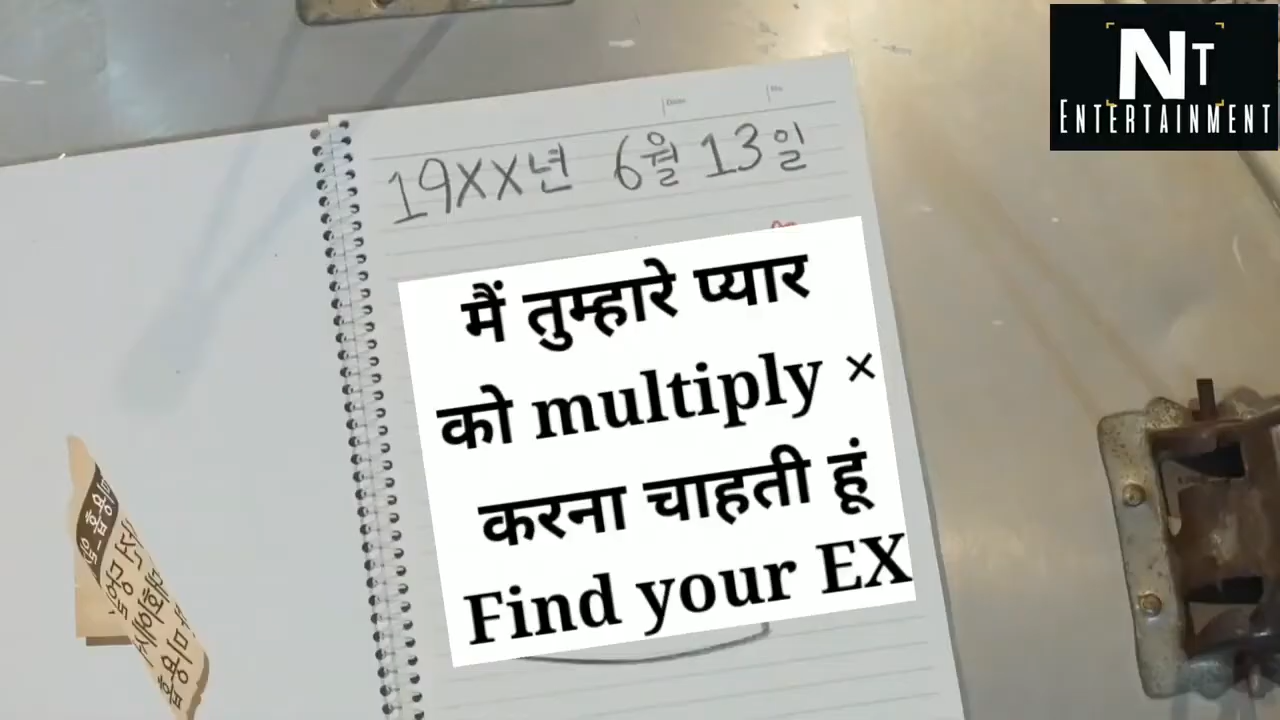 NT
ENTERTAINMENT
19XX년 6월 13일
मैं तुम्हारे प्यार
को multiply ×
करना चाहती हूं
Find your EX